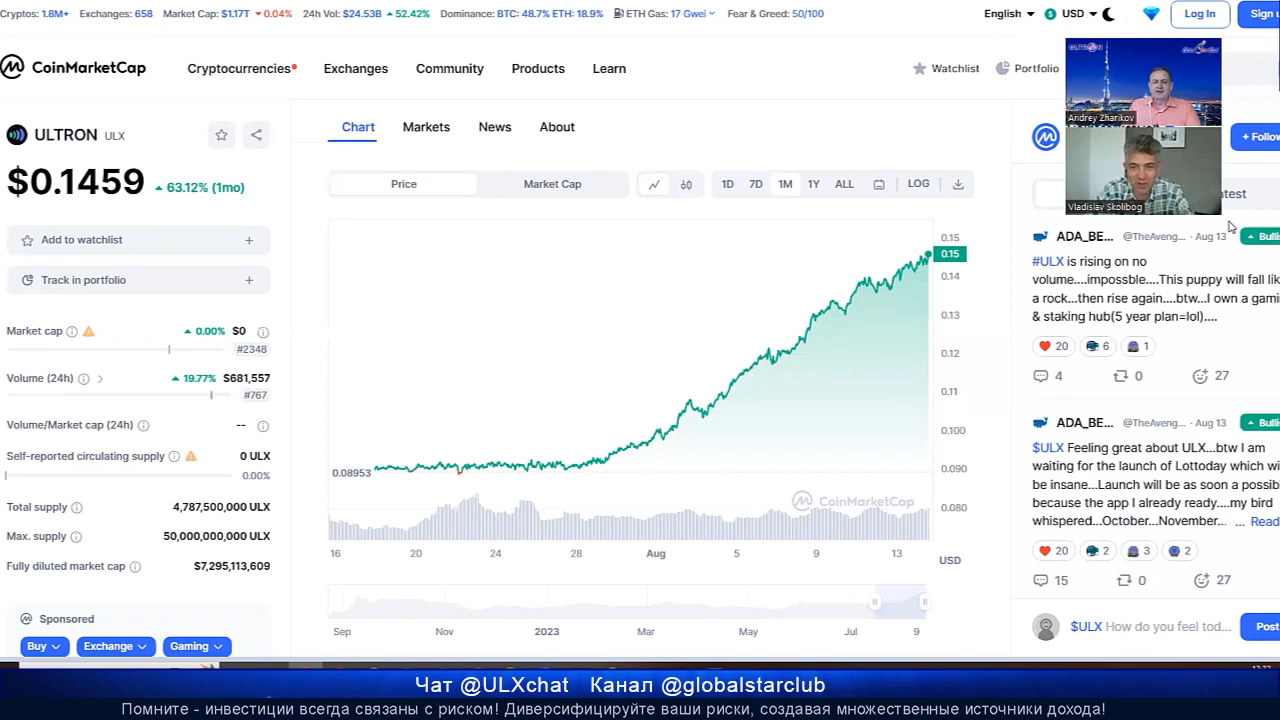 Cryptos: 1.8M+ Exchanges: 658 Market Cap: $1.17T 0.04% 24h Vol: $24.53B 52.42% Dominance: BTC: 48.7% ETH: 18.9% ETH Gas: 17 Gwei Fear & Greed: 50/100 English USD Log In Sign
CoinMarketCap Cryptocurrencies Exchanges Community Products Learn Watchlist Portfolio
ULTRON
Andrey Zharikov
Vladislav Skolibog
ULTRON ULX
$0.1459 63.12% (1mo)
Add to watchlist +
Track in portfolio +
Market cap 0.00% $0
#2348
Volume (24h) 19.77% $681,557
#767
Volume/Market cap (24h) --
Self-reported circulating supply 0 ULX
0.00%
Total supply 4,787,500,000 ULX
Max. supply 50,000,000,000 ULX
Fully diluted market cap $7,295,113,609
Sponsored
Buy Exchange Gaming
Chart Markets News About
Price Market Cap 1D 7D 1M 1Y ALL LOG
0.15
0.15
0.14
0.13
0.12
0.11
0.100
0.090
0.080
0.08953
CoinMarketCap
16 20 24 28 Aug 5 9 13 USD
Sep Nov 2023 Mar May Jul 9
+ Follow
ADA_BE... @TheAveng... · Aug 13
#ULX is rising on no
volume....impossble....This puppy will fall
a rock...then rise again....btw...I own a
& staking hub(5 year plan=lol)....
20 6 1
4 0 27
ADA_BE... @TheAveng... · Aug 13
$ULX Feeling great about ULX...btw I am
waiting for the launch of Lottoday which
be insane...Launch will be as soon a
because the app I already ready....my bird
whispered...October...November... ... Read
20 2 3 2
15 0 27
$ULX How do you feel tod... Post
Чат @ULXchat Канал @globalstarclub
Помните - инвестиции всегда связаны с риском! Диверсифицируйте ваши риски, создавая множественные источники дохода!